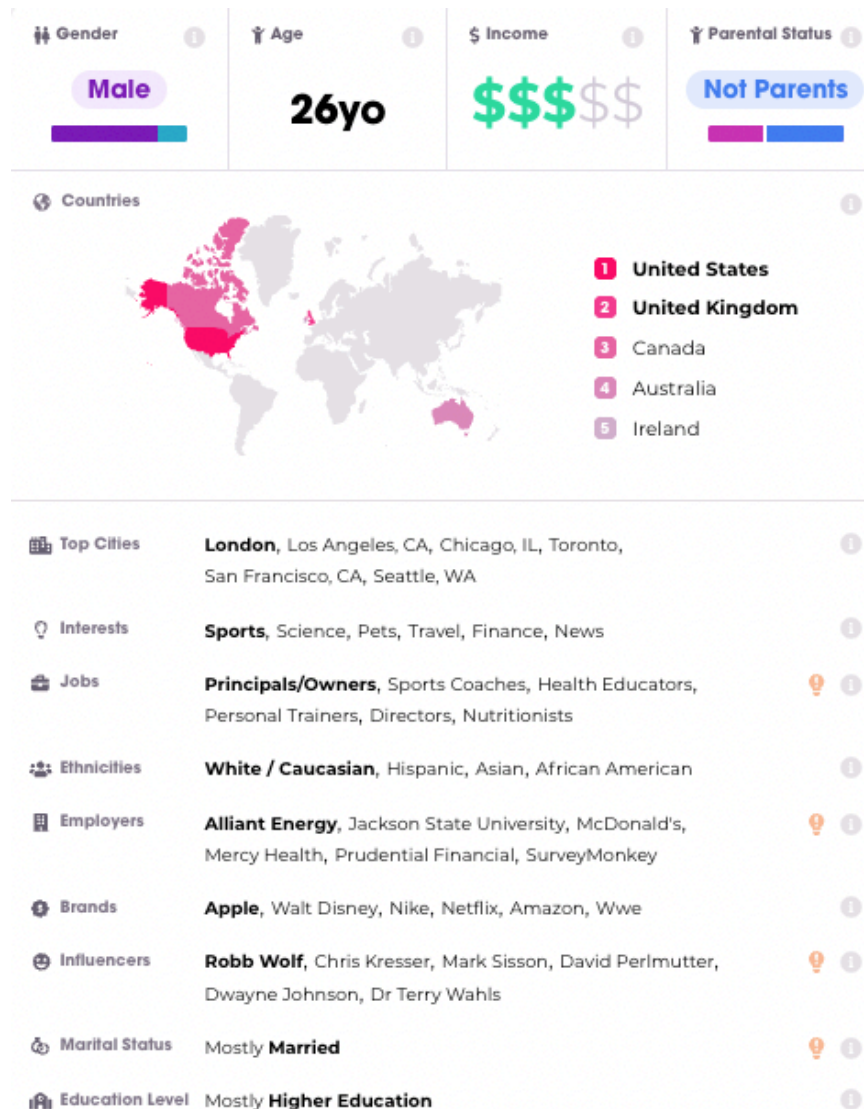 Gender
Age
$ Income
Parental Status
Male
26yo
$$$$$
Not Parents
Countries
1 United States
2 United Kingdom
3 Canada
4 Australia
5 Ireland
Top Cities
London, Los Angeles, CA, Chicago, IL, Toronto,
San Francisco, CA, Seattle, WA
Interests
Sports, Science, Pets, Travel, Finance, News
Jobs
Principals/Owners, Sports Coaches, Health Educators,
Personal Trainers, Directors, Nutritionists
Ethnicities
White / Caucasian, Hispanic, Asian, African American
Employers
Alliant Energy, Jackson State University, McDonald's,
Mercy Health, Prudential Financial, SurveyMonkey
Brands
Apple, Walt Disney, Nike, Netflix, Amazon, Wwe
Influencers
Robb Wolf, Chris Kresser, Mark Sisson, David Perlmutter,
Dwayne Johnson, Dr Terry Wahls
Marital Status
Mostly Married
Education Level
Mostly Higher Education